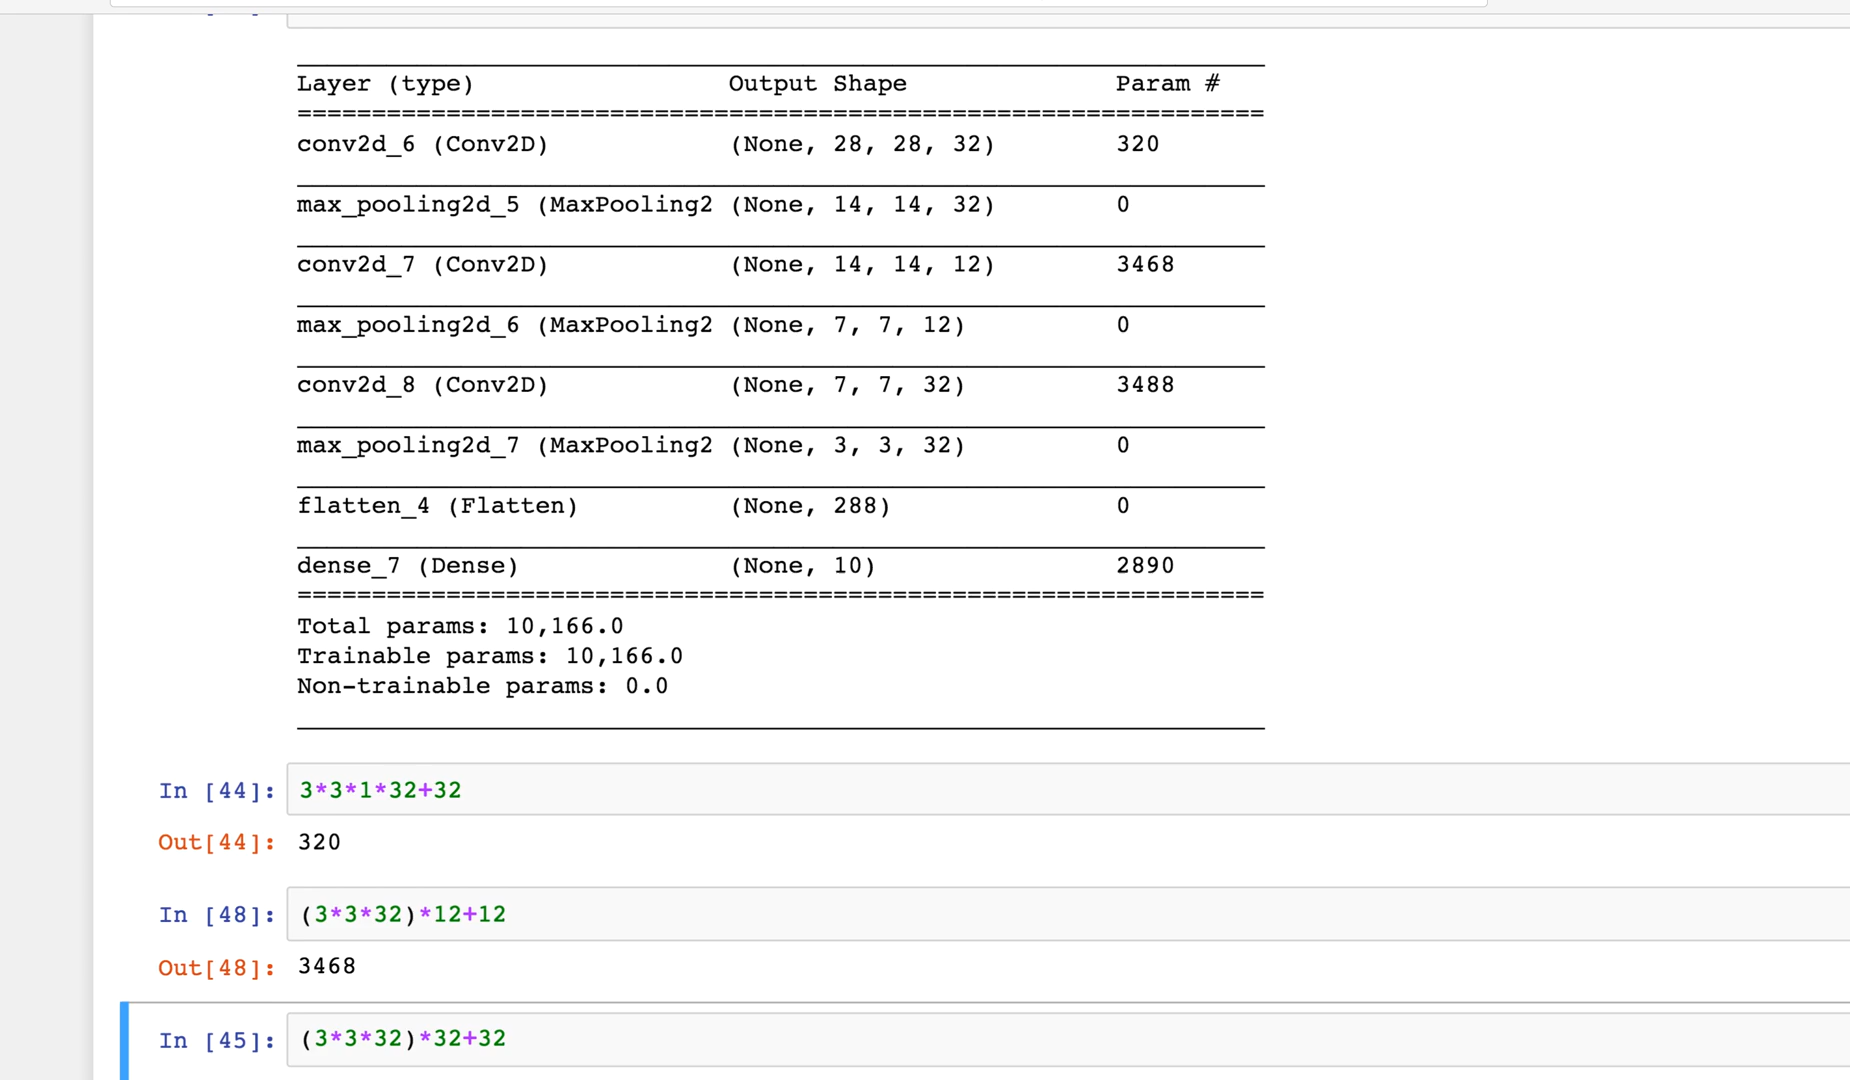 Layer (type) Output Shape Param #
=================================================================
conv2d_6 (Conv2D) (None, 28, 28, 32) 320
max_pooling2d_5 (MaxPooling2 (None, 14, 14, 32) 0
conv2d_7 (Conv2D) (None, 14, 14, 12) 3468
max_pooling2d_6 (MaxPooling2 (None, 7, 7, 12) 0
conv2d_8 (Conv2D) (None, 7, 7, 32) 3488
max_pooling2d_7 (MaxPooling2 (None, 3, 3, 32) 0
flatten_4 (Flatten) (None, 288) 0
dense_7 (Dense) (None, 10) 2890
=================================================================
Total params: 10,166.0
Trainable params: 10,166.0
Non-trainable params: 0.0
In [44]: 3*3*1*32+32
Out[44]: 320
In [48]: (3*3*32)*12+12
Out[48]: 3468
In [45]: (3*3*32)*32+32